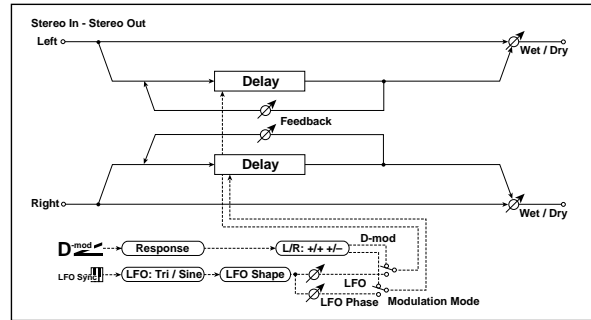 Stereo In - Stereo Out
Left
Wet / Dry
Delay
Feedback
Delay
Right
Wet / Dry
D-mod
Response
L/R: +/+ +/–
D-mod
LFO Sync
LFO: Tri / Sine
LFO Shape
LFO
LFO Phase
Modulation Mode